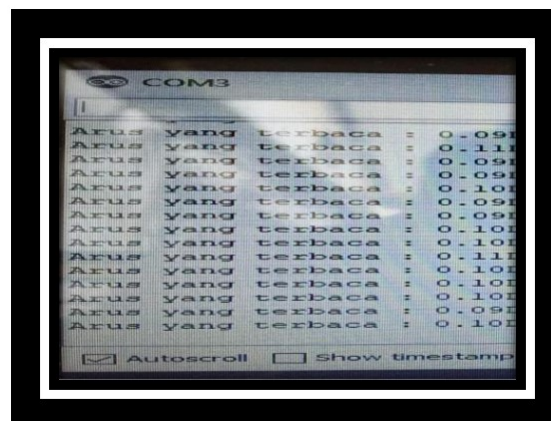 COM3
Arus yang terbaca : 0.09
Arus yang terbaca : 0.11
Arus yang terbaca : 0.09
Arus yang terbaca : 0.09
Arus yang terbaca : 0.10
Arus yang terbaca : 0.09
Arus yang terbaca : 0.09
Arus yang terbaca : 0.10
Arus yang terbaca : 0.10
Arus yang terbaca : 0.11
Arus yang terbaca : 0.10
Arus yang terbaca : 0.10
Arus yang terbaca : 0.10
Arus yang terbaca : 0.09
Arus yang terbaca : 0.10
Autoscroll Show timestamp